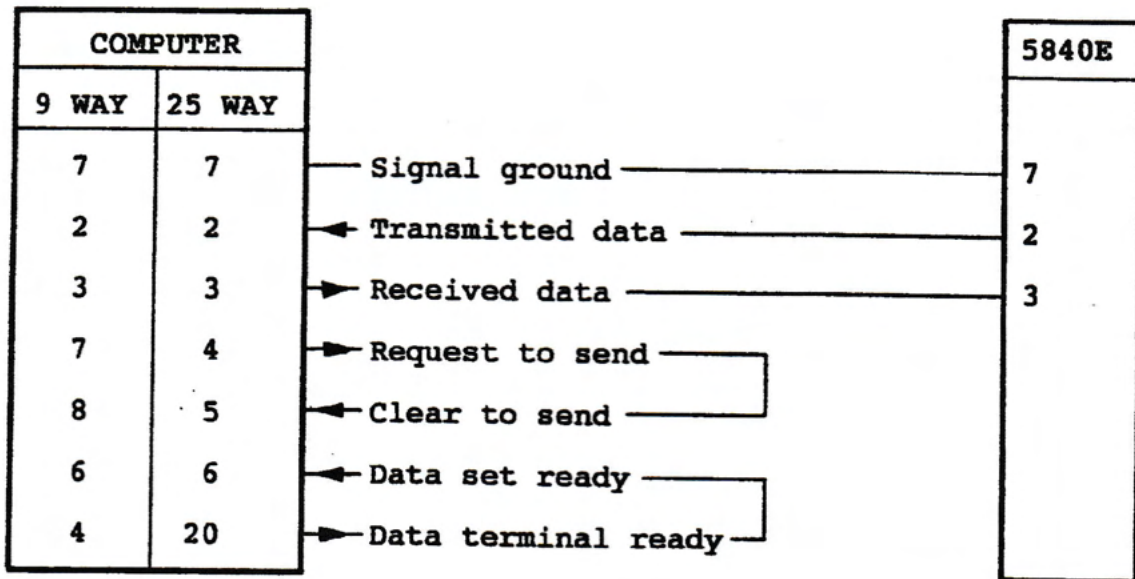 COMPUTER 5840E
9 WAY 25 WAY
7 7 Signal ground 7
2 2 Transmitted data 2
3 3 Received data 3
7 4 Request to send
8 5 Clear to send
6 6 Data set ready
4 20 Data terminal ready